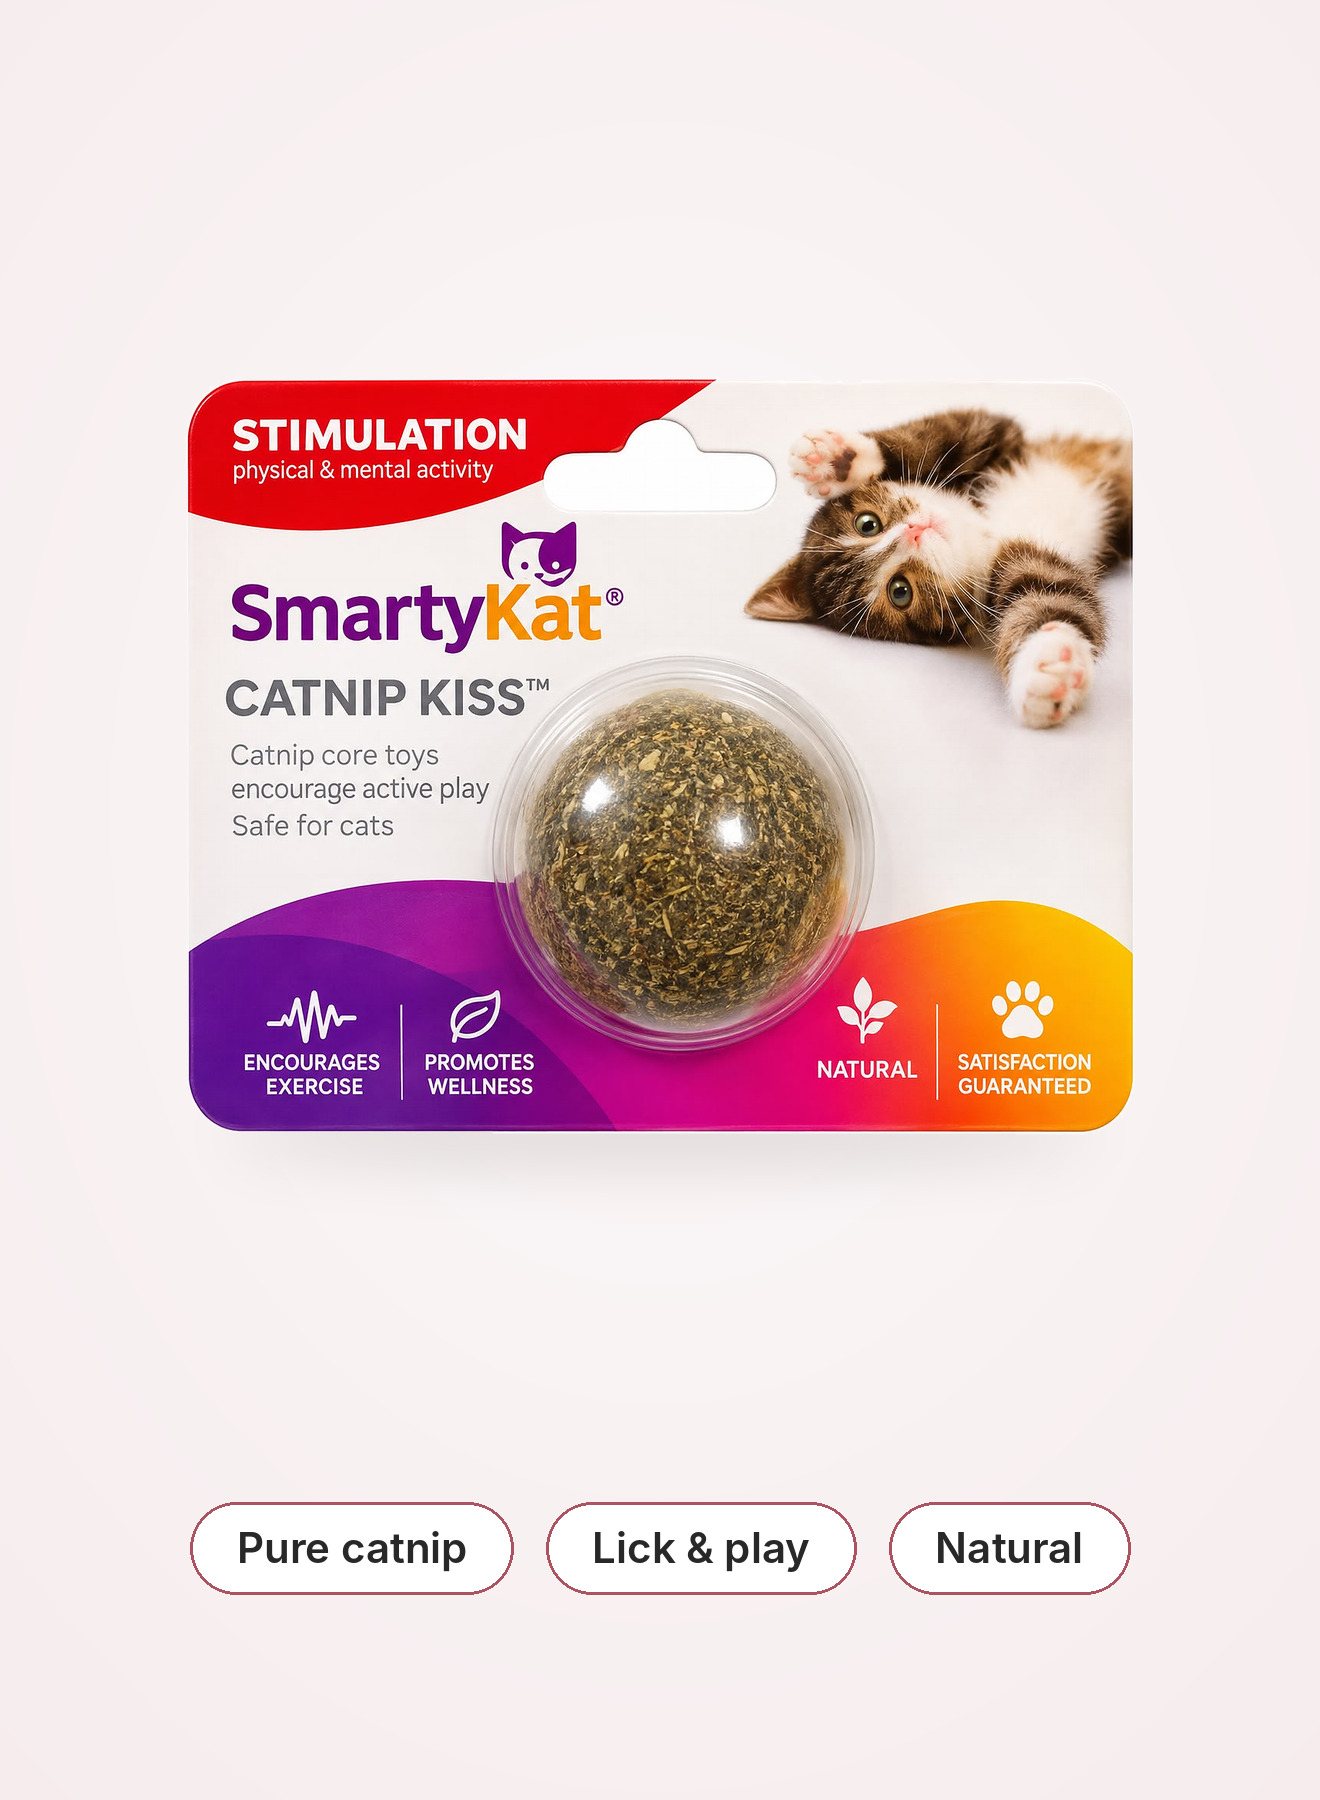 STIMULATION
physical & mental activity
SmartyKat®
CATNIP KISS™
Catnip core toys
encourage active play
Safe for cats
ENCOURAGES
EXERCISE
PROMOTES
WELLNESS
NATURAL
SATISFACTION
GUARANTEED
Pure catnip
Lick & play
Natural